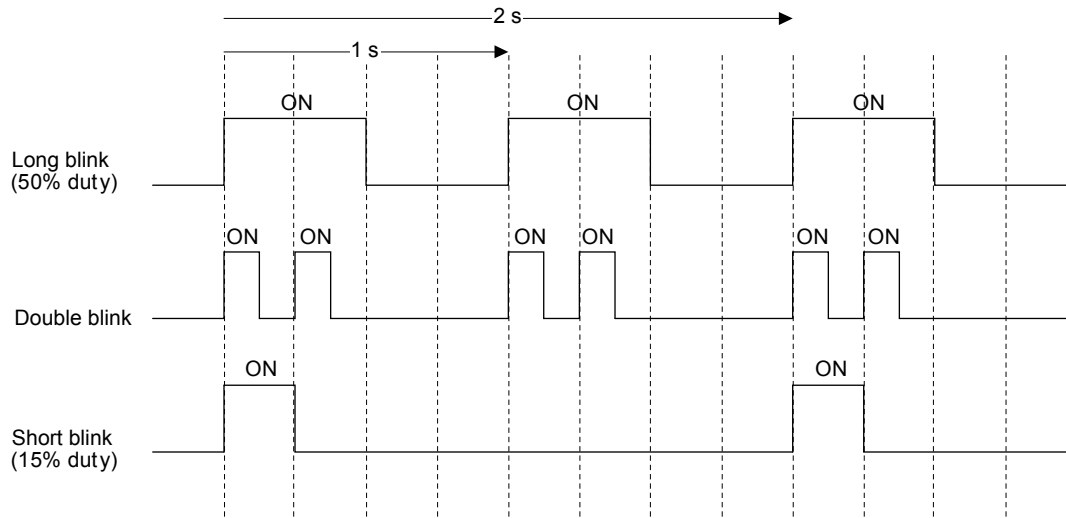 2 s
1 s
ON ON ON
Long blink
(50% duty)
ON ON ON ON ON ON
Double blink
ON ON
Short blink
(15% duty)